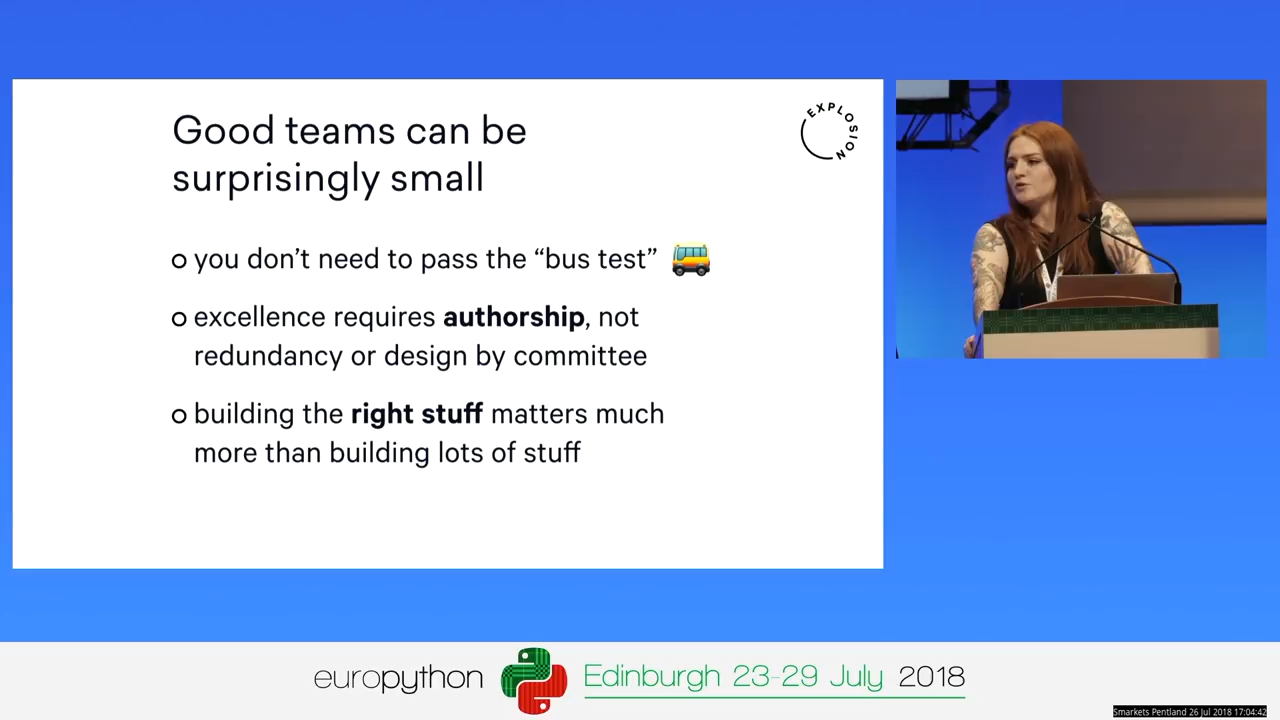 Good teams can be
surprisingly small
EXPLOSION
you don’t need to pass the “bus test”
excellence requires authorship, not
redundancy or design by committee
building the right stuff matters much
more than building lots of stuff
europython
Edinburgh 23-29 July 2018
Smarkets Pentland 26 Jul 2018 17:04:42